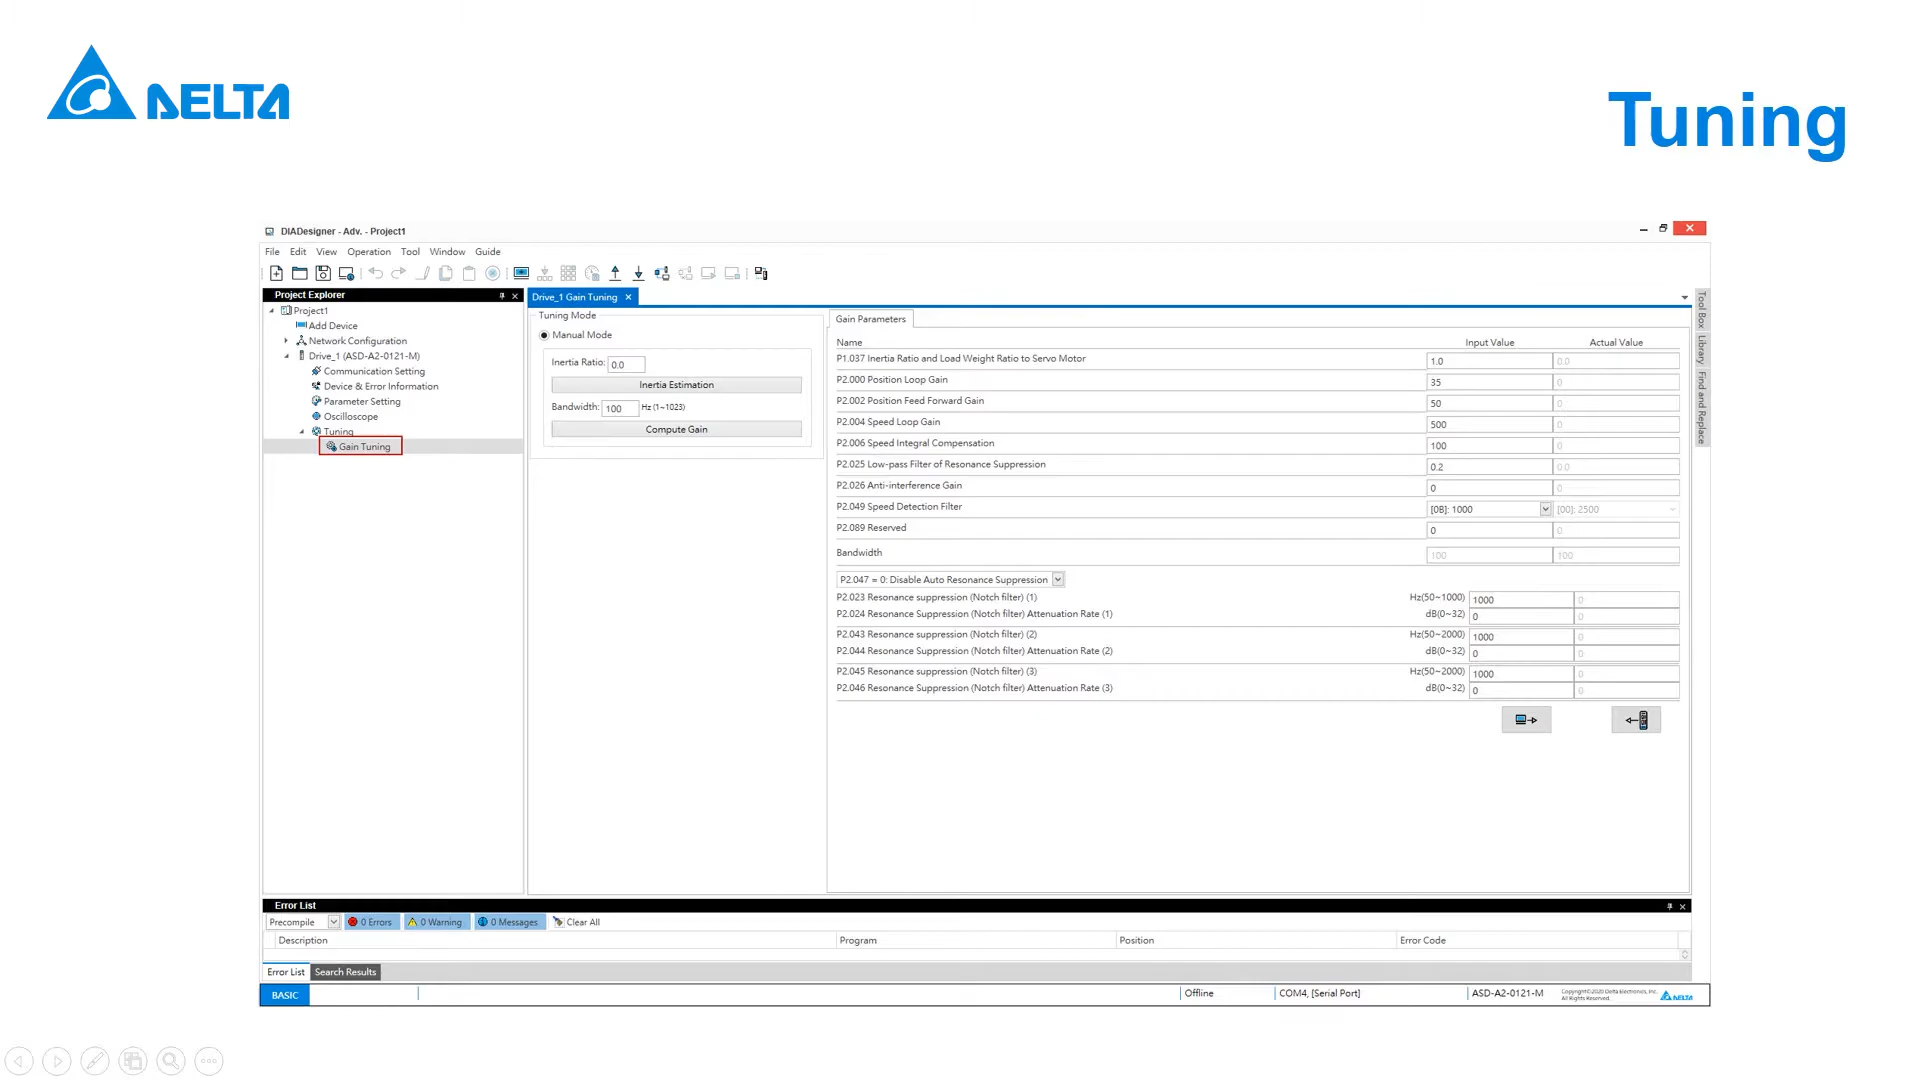 DELTA
Tuning
DIADesigner - Adv. - Project1
File Edit View Operation Tool Window Guide
Project Explorer
Project1
Add Device
Network Configuration
Drive_1 (ASD-A2-0121-M)
Communication Setting
Device & Error Information
Parameter Setting
Oscilloscope
Tuning
Gain Tuning
Drive_1 Gain Tuning
Tuning Mode
Manual Mode
Inertia Ratio: 0.0
Inertia Estimation
Bandwidth: 100 Hz (1~1023)
Compute Gain
Gain Parameters
Name Input Value Actual Value
P1.037 Inertia Ratio and Load Weight Ratio to Servo Motor 1.0 0.0
P2.000 Position Loop Gain 35 0
P2.002 Position Feed Forward Gain 50 0
P2.004 Speed Loop Gain 500 0
P2.006 Speed Integral Compensation 100 0
P2.025 Low-pass Filter of Resonance Suppression 0.2 0.0
P2.026 Anti-interference Gain 0 0
P2.049 Speed Detection Filter [0B]: 1000 [00]: 2500
P2.089 Reserved 0 0
Bandwidth 100 100
P2.047 = 0: Disable Auto Resonance Suppression
P2.023 Resonance suppression (Notch filter) (1) Hz(50~1000) 1000 0
P2.024 Resonance Suppression (Notch filter) Attenuation Rate (1) dB(0~32) 0 0
P2.043 Resonance suppression (Notch filter) (2) Hz(50~2000) 1000 0
P2.044 Resonance Suppression (Notch filter) Attenuation Rate (2) dB(0~32) 0 0
P2.045 Resonance suppression (Notch filter) (3) Hz(50~2000) 1000 0
P2.046 Resonance Suppression (Notch filter) Attenuation Rate (3) dB(0~32) 0 0
Tool Box
Library
Find and Replace
Error List
Precompile 0 Errors 0 Warning 0 Messages Clear All
Description Program Position Error Code
Error List Search Results
BASIC Offline COM4, [Serial Port] ASD-A2-0121-M
Copyright©2020 Delta Electronics, Inc.
All Rights Reserved.
DELTA